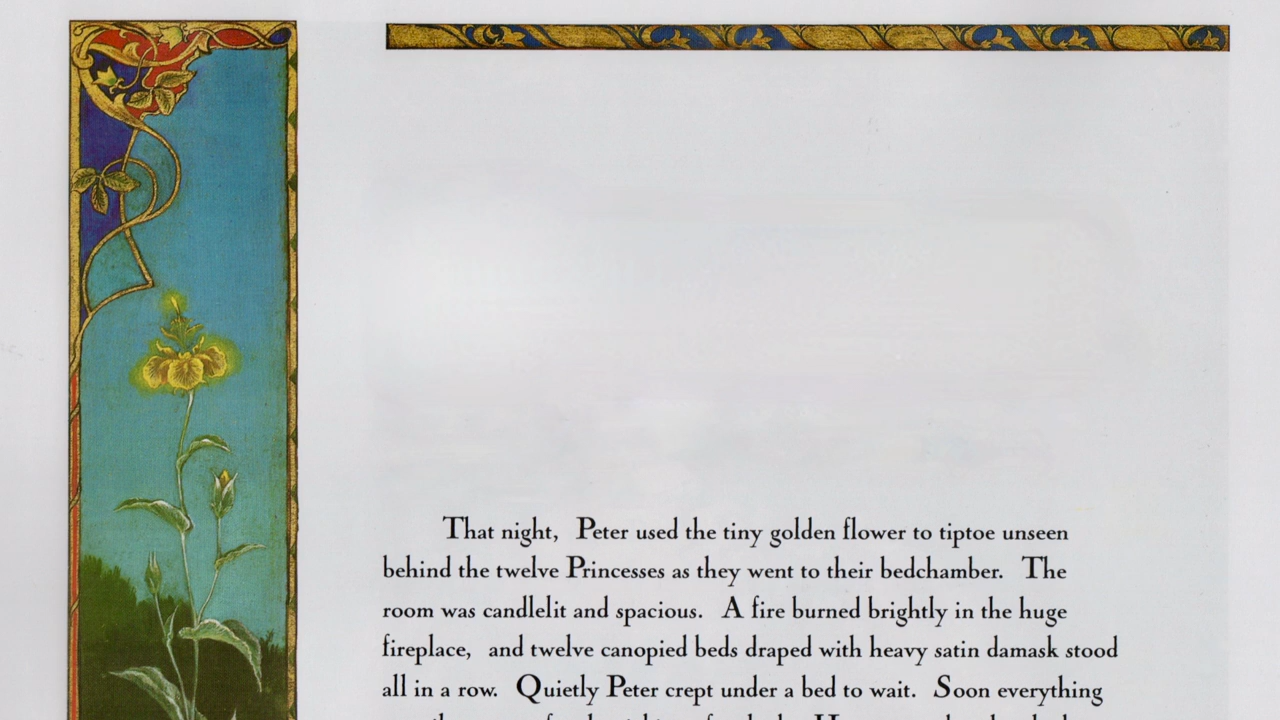 That night, Peter used the tiny golden flower to tiptoe unseen
behind the twelve Princesses as they went to their bedchamber. The
room was candlelit and spacious. A fire burned brightly in the huge
fireplace, and twelve canopied beds draped with heavy satin damask stood
all in a row. Quietly Peter crept under a bed to wait. Soon everything